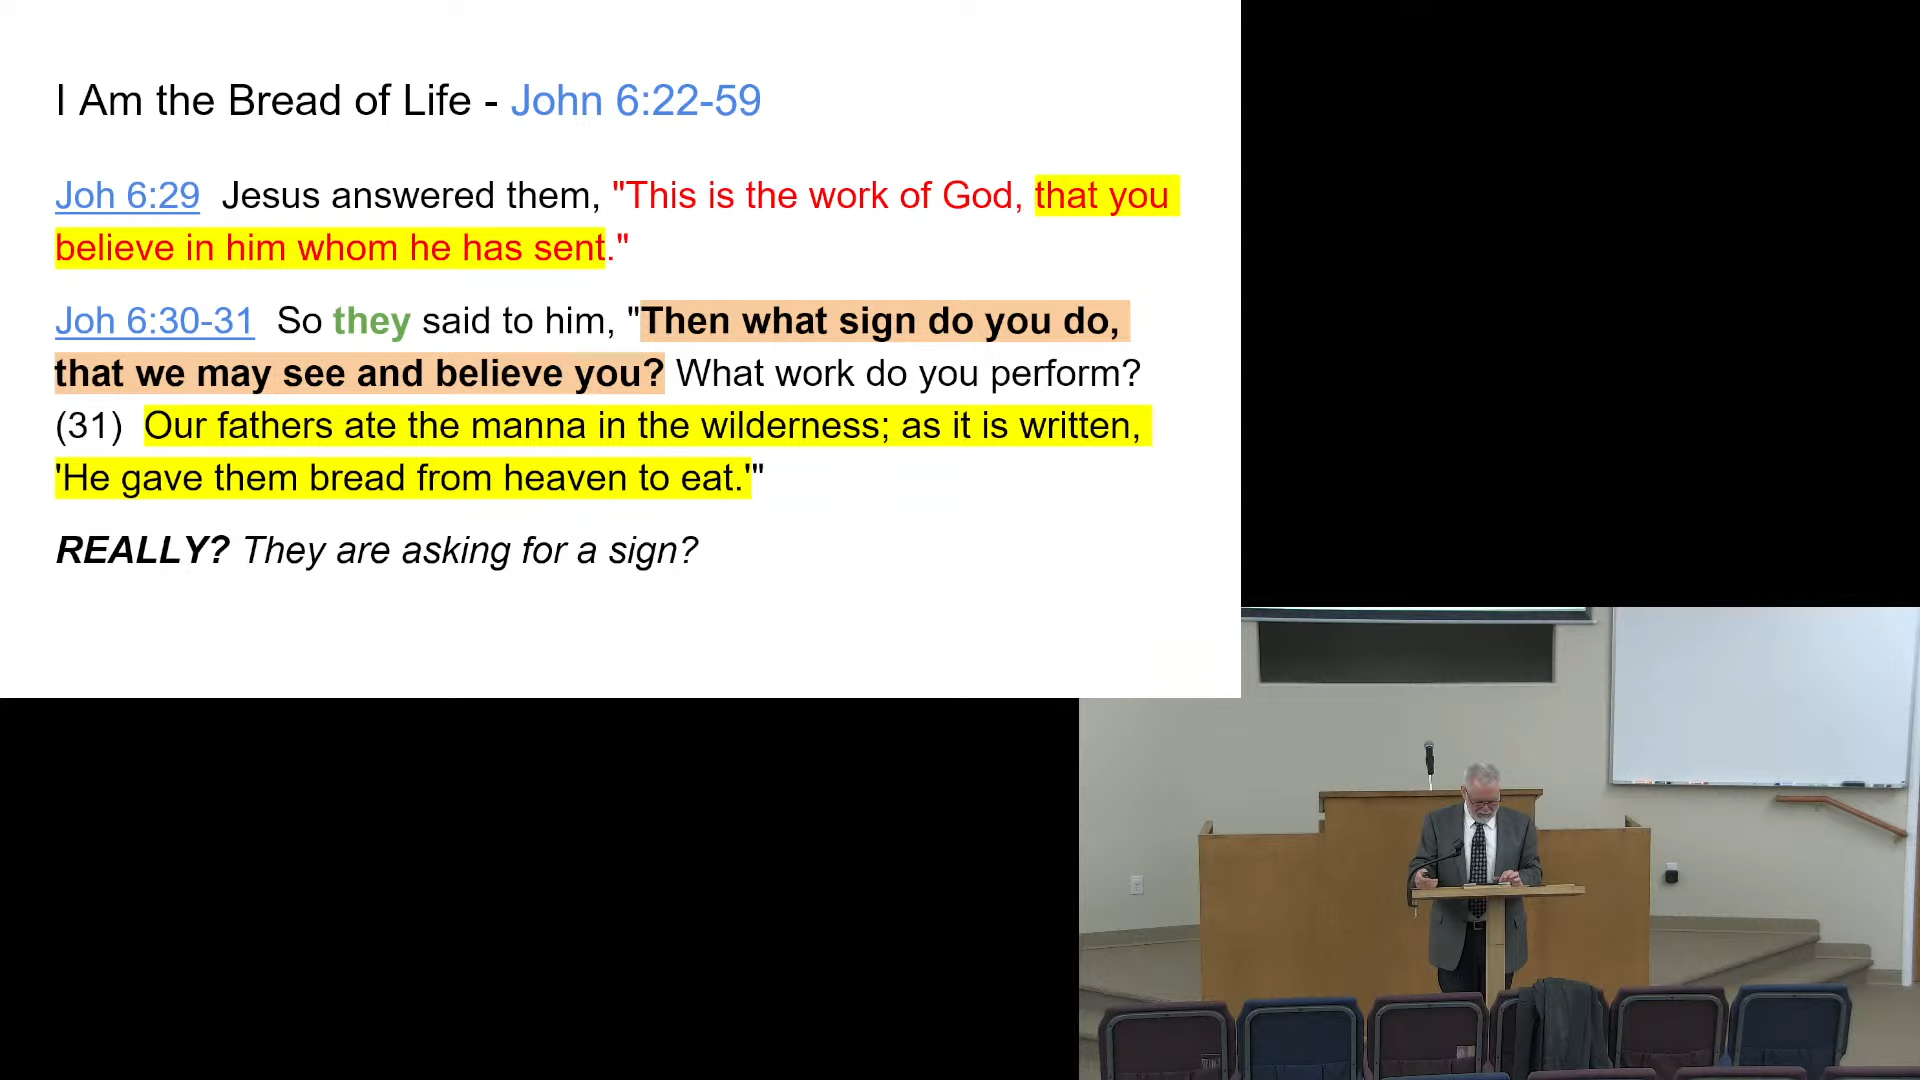 I Am the Bread of Life - John 6:22-59
Joh 6:29 Jesus answered them, "This is the work of God, that you
believe in him whom he has sent."
Joh 6:30-31 So they said to him, "Then what sign do you do,
that we may see and believe you? What work do you perform?
(31) Our fathers ate the manna in the wilderness; as it is written,
'He gave them bread from heaven to eat.'"
REALLY? They are asking for a sign?